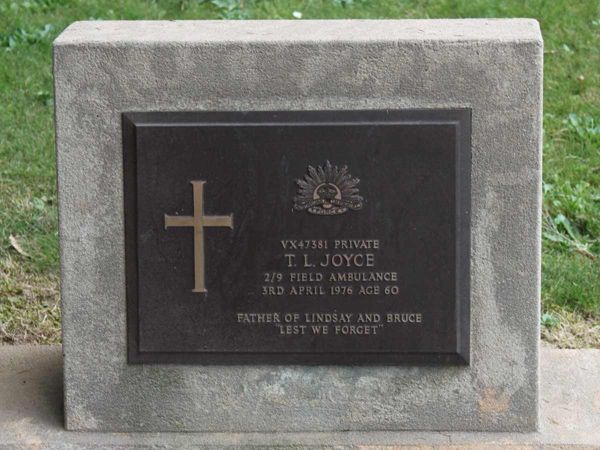 VX47381 PRIVATE
T. L. JOYCE
2/9 FIELD AMBULANCE
3RD APRIL 1976 AGE 60
FATHER OF LINDSAY AND BRUCE
"LEST WE FORGET"